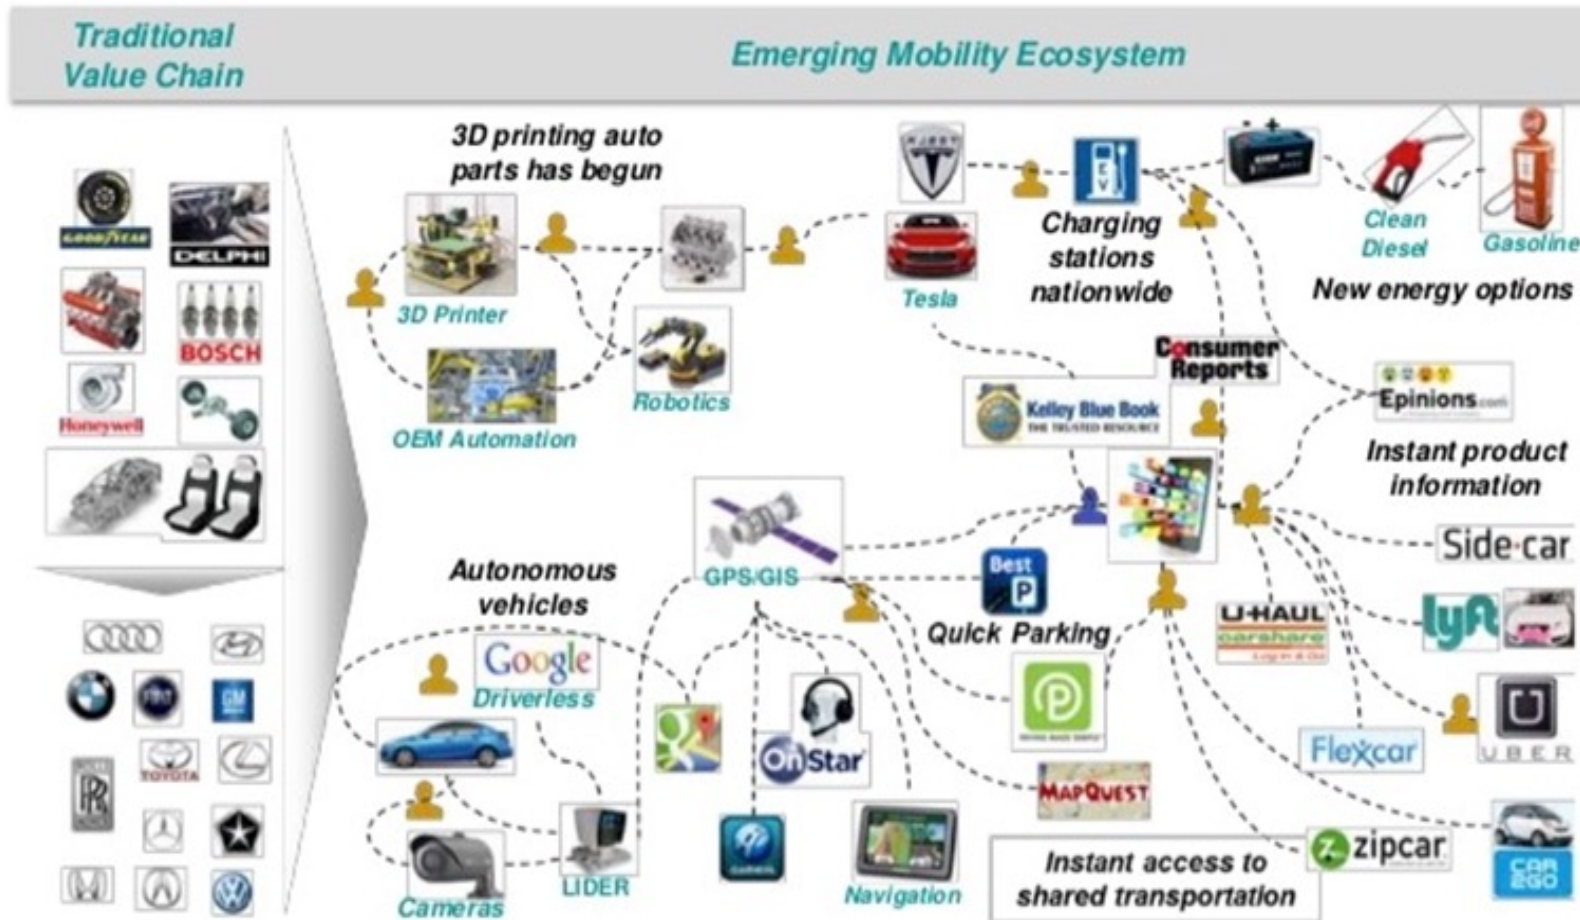 Traditional
Value Chain
Emerging Mobility Ecosystem
GOODYEAR
DELPHI
BOSCH
Honeywell
GM
TOYOTA
3D printing auto
parts has begun
3D Printer
OEM Automation
Robotics
Tesla
EV
- +
Charging
stations
nationwide
Clean
Diesel
Gasoline
New energy options
Consumer
Reports
Kelley Blue Book
THE TRUSTED RESOURCE
Epinions.com
Instant product
information
GPS/GIS
Best
P
Quick Parking
Autonomous
vehicles
Google
Driverless
Cameras
LIDER
OnStar
Navigation
P
MAPQUEST
U-HAUL
carshare
Side·car
lyft
U
UBER
Flexcar
Z
zipcar
CAR
2GO
Instant access to
shared transportation